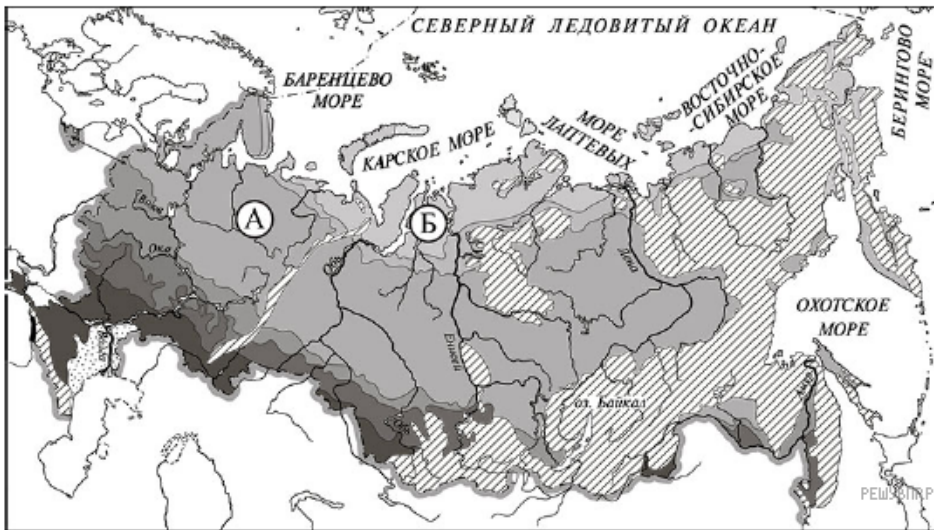 СЕВЕРНЫЙ ЛЕДОВИТЫЙ ОКЕАН
БАРЕНЦЕВО
МОРЕ
КАРСКОЕ МОРЕ
МОРЕ
ЛАПТЕВЫХ
ВОСТОЧНО-
-СИБИРСКОЕ
МОРЕ
БЕРИНГОВО
МОРЕ
А
Б
Волга
Ока
Енисей
Лена
оз. Байкал
Амур
ОХОТСКОЕ
МОРЕ
РЕШУВПР.РФ